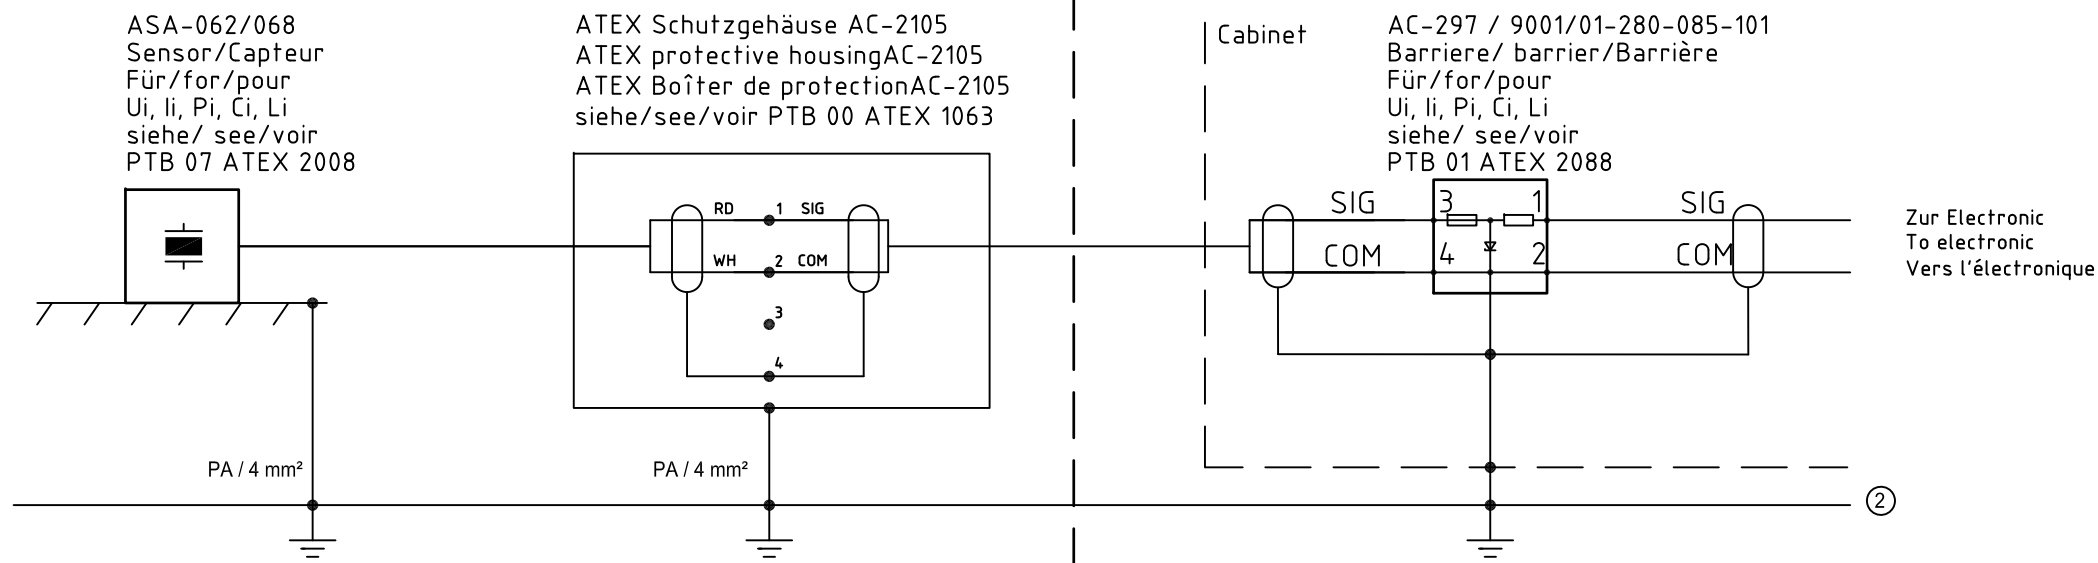 ASA-062/068
Sensor/Capteur
Für/for/pour
Ui, Ii, Pi, Ci, Li
siehe/ see/voir
PTB 07 ATEX 2008
ATEX Schutzgehäuse AC-2105
ATEX protective housingAC-2105
ATEX Boîter de protectionAC-2105
siehe/see/voir PTB 00 ATEX 1063
Cabinet
AC-297 / 9001/01-280-085-101
Barriere/ barrier/Barrière
Für/for/pour
Ui, Ii, Pi, Ci, Li
siehe/ see/voir
PTB 01 ATEX 2088
RD 1 SIG
WH 2 COM
3
4
SIG 3 1 SIG
COM 4 2 COM
Zur Electronic
To electronic
Vers l'électronique
PA / 4 mm²
PA / 4 mm²
2